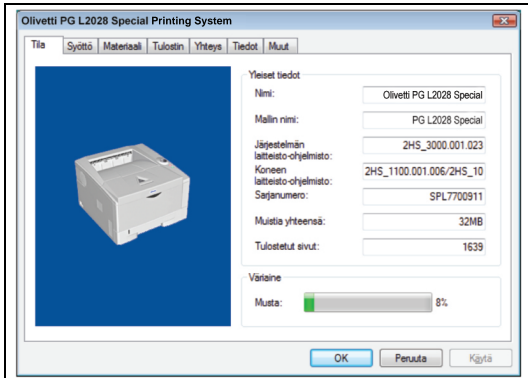 Olivetti PG L2028 Special Printing System
Tila Syöttö Materiaali Tulostin Yhteys Tiedot Muut
Yleiset tiedot
Nimi: Olivetti PG L2028 Special
Mallin nimi: PG L2028 Special
Järjestelmän
laitteisto-ohjelmisto: 2HS_3000.001.023
Koneen
laitteisto-ohjelmisto: 2HS_1100.001.006/2HS_10
Sarjanumero: SPL7700911
Muistia yhteensä: 32MB
Tulostetut sivut: 1639
Väriaine
Musta: 8%
OK Peruuta Käytä